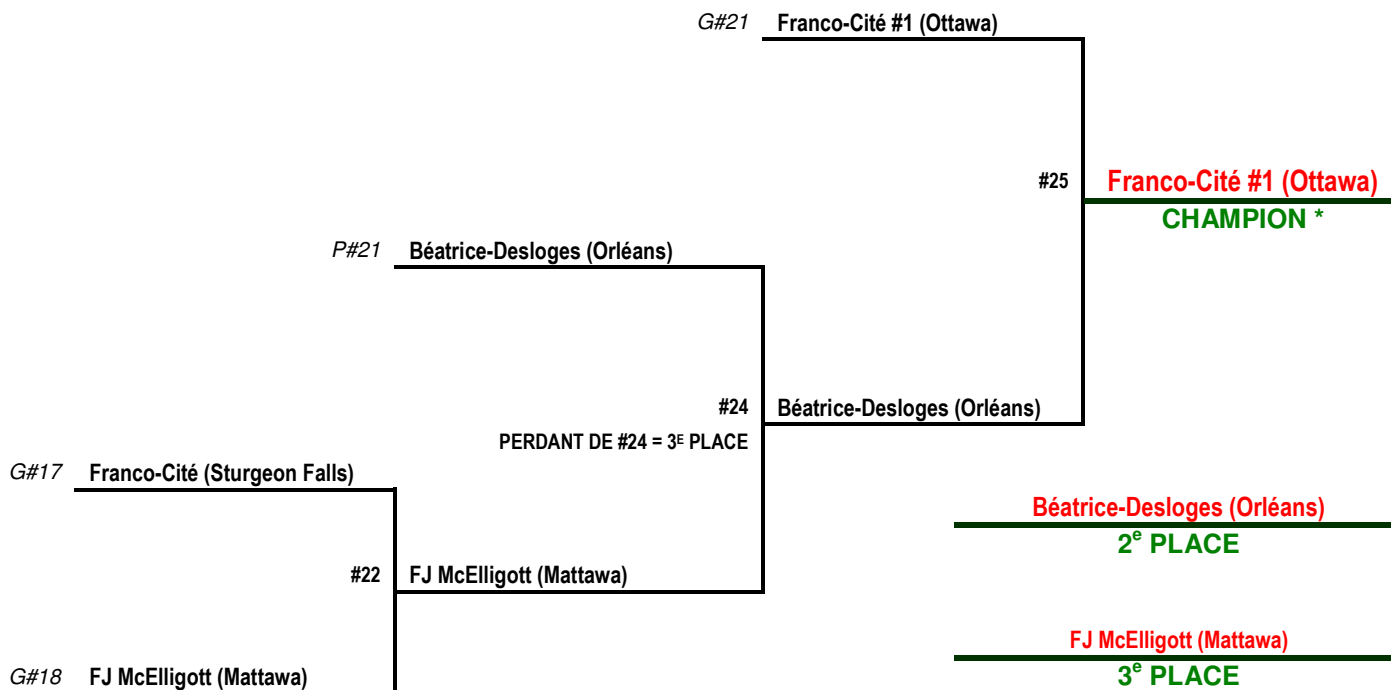 G#21 Franco-Cité #1 (Ottawa)
#25 Franco-Cité #1 (Ottawa)
CHAMPION *
P#21 Béatrice-Desloges (Orléans)
#24 Béatrice-Desloges (Orléans)
PERDANT DE #24 = 3E PLACE
G#17 Franco-Cité (Sturgeon Falls)
Béatrice-Desloges (Orléans)
2e PLACE
#22 FJ McElligott (Mattawa)
FJ McElligott (Mattawa)
3e PLACE
G#18 FJ McElligott (Mattawa)